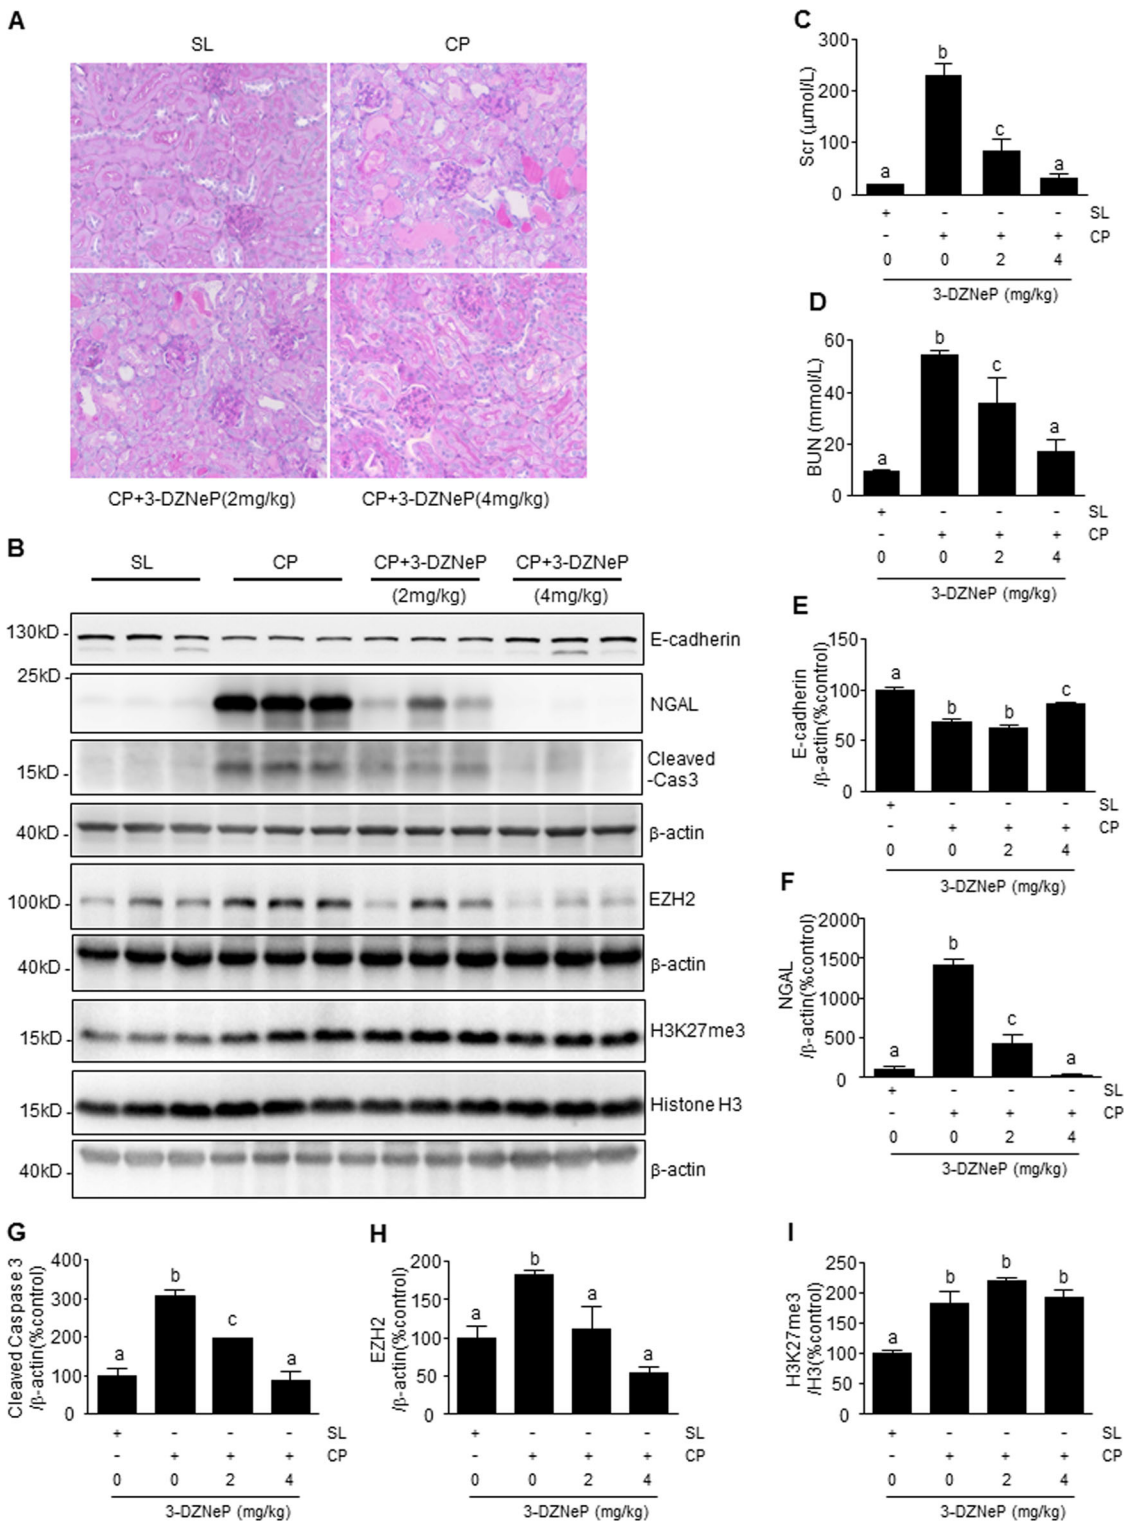 A
SL CP
CP+3-DZNeP(2mg/kg) CP+3-DZNeP(4mg/kg)
B
SL CP CP+3-DZNeP CP+3-DZNeP
(2mg/kg) (4mg/kg)
130kD E-cadherin
25kD
NGAL
15kD Cleaved
-Cas3
40kD β-actin
100kD EZH2
40kD β-actin
15kD H3K27me3
15kD Histone H3
40kD β-actin
C
Scr (μmol/L)
300
200
100
0
a b c a
+ - - - SL
- + + + CP
0 0 2 4
3-DZNeP (mg/kg)
D
BUN (mmol/L)
60
40
20
0
a b c a
+ - - - SL
- + + + CP
0 0 2 4
3-DZNeP (mg/kg)
E
E-cadherin
/β-actin(%control)
150
100
50
0
a b b c
+ - - - SL
- + + + CP
0 0 2 4
3-DZNeP (mg/kg)
F
NGAL
/β-actin(%control)
2000
1500
1000
500
0
a b c a
+ - - - SL
- + + + CP
0 0 2 4
3-DZNeP (mg/kg)
G
Cleaved Caspase 3
/β-actin(%control)
400
300
200
100
0
a b c a
+ - - - SL
- + + + CP
0 0 2 4
3-DZNeP (mg/kg)
H
EZH2
/β-actin(%control)
200
150
100
50
0
a b a a
+ - - - SL
- + + + CP
0 0 2 4
3-DZNeP (mg/kg)
I
H3K27me3
/H3(%control)
250
200
150
100
50
0
a b b b
+ - - - SL
- + + + CP
0 0 2 4
3-DZNeP (mg/kg)